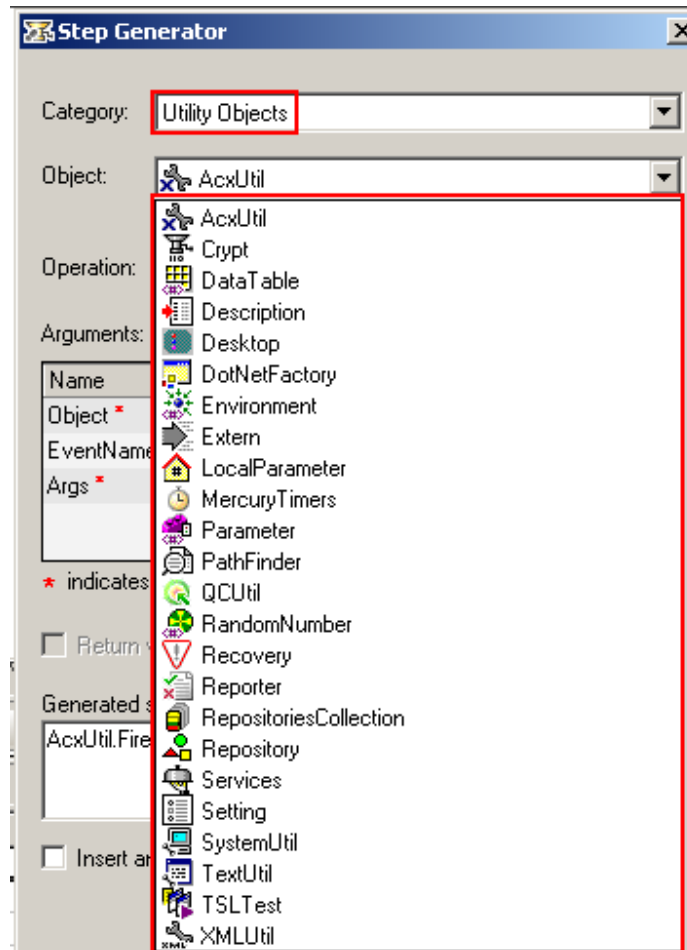 Step Generator
Category: Utility Objects
Object: AcxUtil
AcxUtil
Crypt
Operation:
DataTable
Description
Arguments:
Desktop
Name
DotNetFactory
Object *
Environment
EventName
Extern
LocalParameter
Args *
MercuryTimers
Parameter
PathFinder
* indicates
QCUtil
RandomNumber
Return
Recovery
Reporter
Generated s
RepositoriesCollection
AcxUtil.Fire
Repository
Services
Setting
SystemUtil
Insert ar
TextUtil
TSLTest
XMLUtil